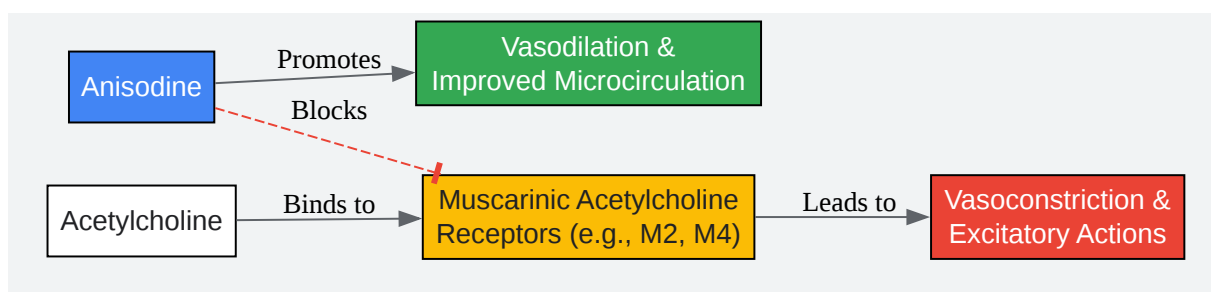 Anisodine
Promotes
Vasodilation &
Improved Microcirculation
Blocks
Acetylcholine
Binds to
Muscarinic Acetylcholine
Receptors (e.g., M2, M4)
Leads to
Vasoconstriction &
Excitatory Actions